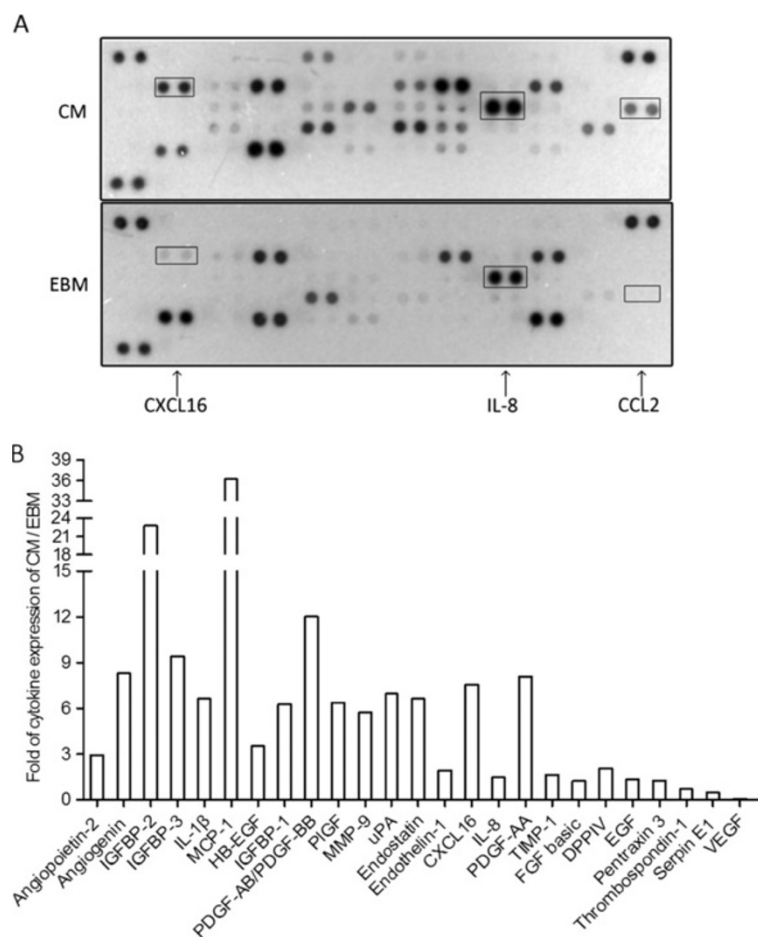 A
CM
EBM
CXCL16
IL-8
CCL2
B
Fold of cytokine expression of CM / EBM
39
36
33
24
21
18
15
12
9
6
3
0
Angiopoietin-2
Angiogenin
IGFBP-2
IGFBP-3
IL-1β
MCP-1
HB-EGF
IGFBP-1
PDGF-AB/PDGF-BB
PlGF
MMP-9
uPA
Endostatin
Endothelin-1
CXCL16
IL-8
PDGF-AA
TIMP-1
FGF basic
DPPIV
EGF
Pentraxin 3
Thrombospondin-1
Serpin E1
VEGF